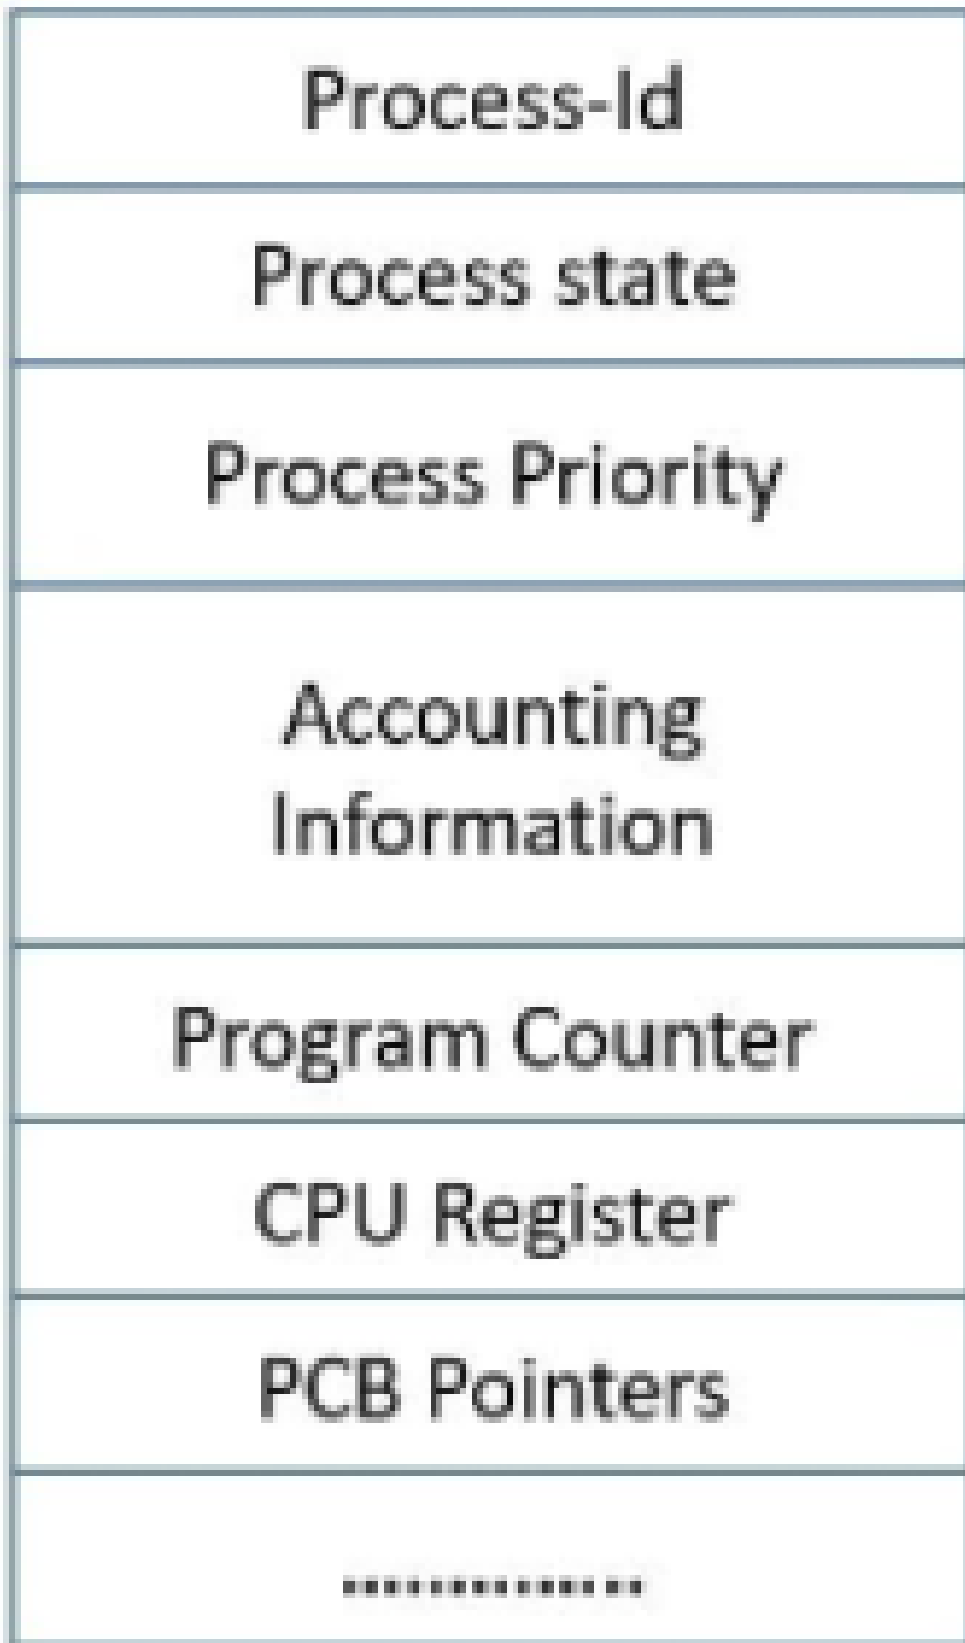 Process-Id
Process state
Process Priority
Accounting
Information
Program Counter
CPU Register
PCB Pointers
..............